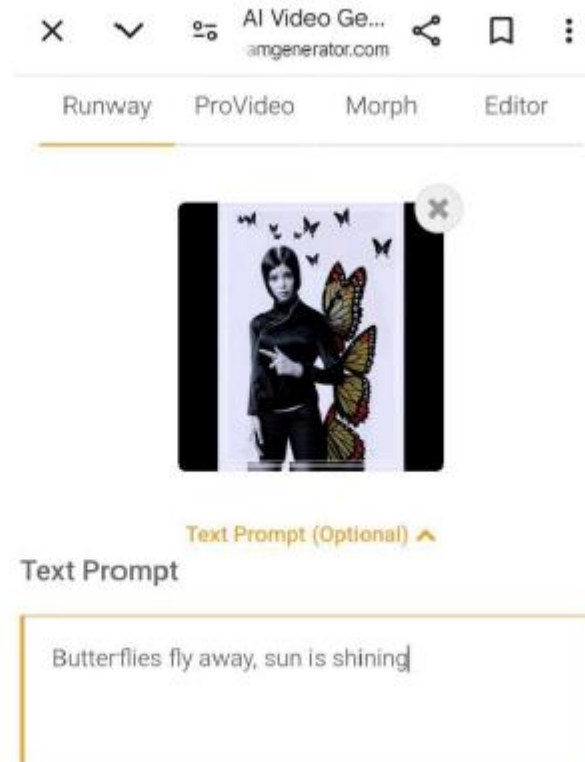 AI Video Ge...
amgenerator.com
Runway ProVideo Morph Editor
Text Prompt (Optional)
Text Prompt
Butterflies fly away, sun is shining